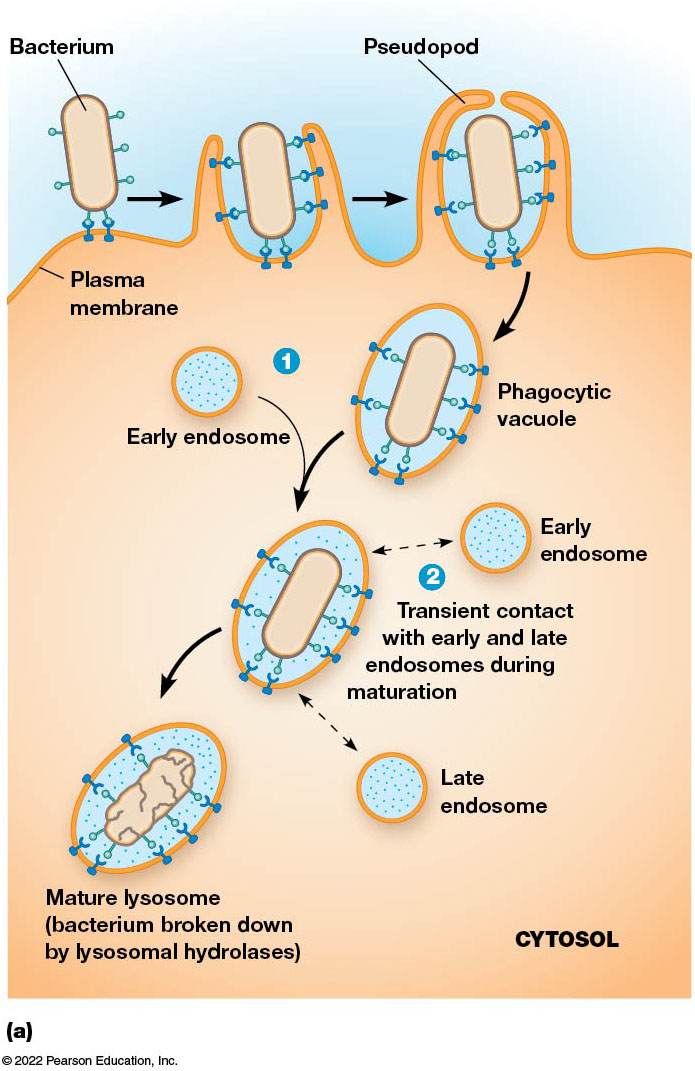 Bacterium
Pseudopod
Plasma
membrane
1
Early endosome
Phagocytic
vacuole
Early
endosome
2
Transient contact
with early and late
endosomes during
maturation
Late
endosome
Mature lysosome
(bacterium broken down
by lysosomal hydrolases)
CYTOSOL
(a)
© 2022 Pearson Education, Inc.